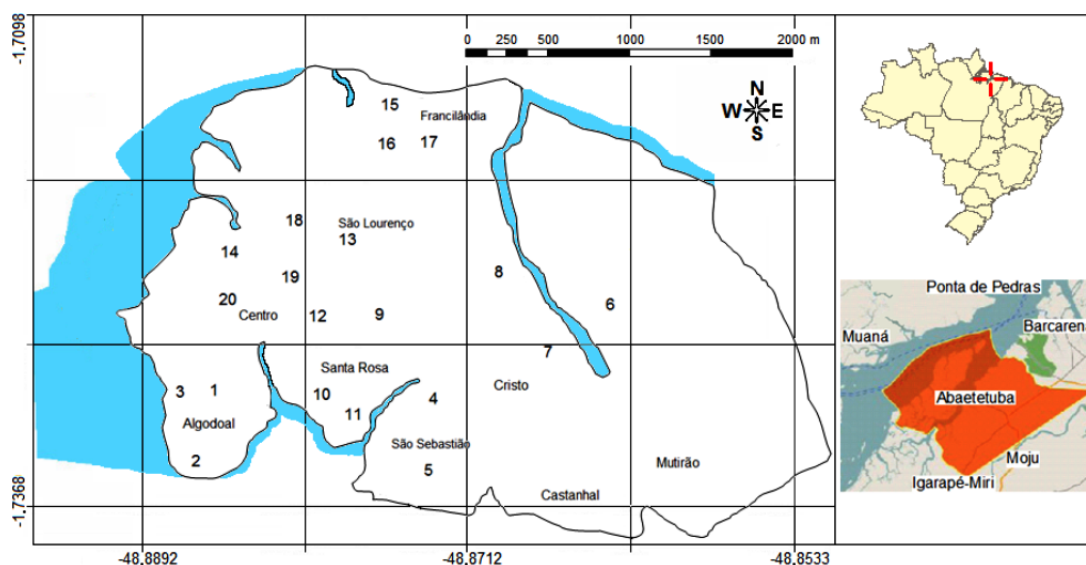 -1.7098
-1.7368
0 250 500 1000 1500 2000 m
N
W E
S
15
Francilândia
16
17
18
São Lourenço
13
14
8
19
6
20
Centro
12
9
7
Santa Rosa
3
1
10
4
Cristo
11
Algodoal
São Sebastião
2
5
Mutirão
Castanhal
-48.8892
-48.8712
-48.8533
Ponta de Pedras
Muaná
Barcarena
Abaetetuba
Moju
Igarapé-Miri